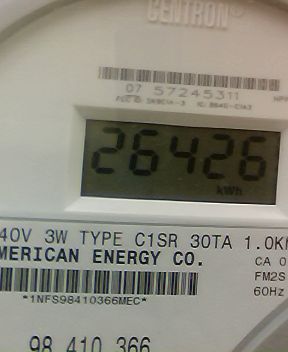 CENTRON®
07 57245311
26426
kWh
40V 3W TYPE C1SR 30TA 1.0K
MERICAN ENERGY CO.
CA 0
FM2S
60Hz
*1NFS98410366MEC*
98 410 366